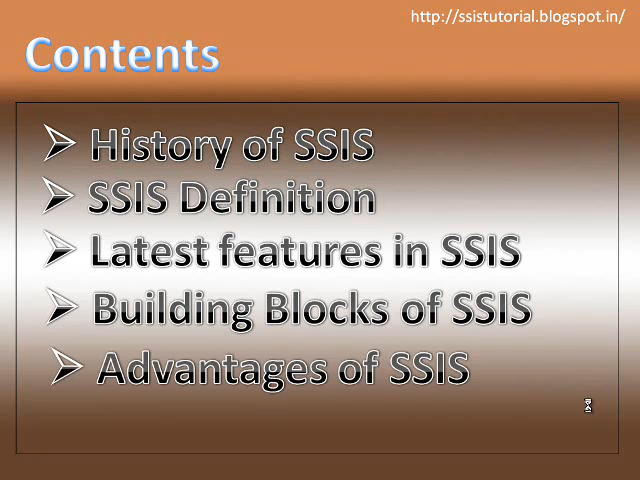 http://ssistutorial.blogspot.in/
Contents
History of SSIS
SSIS Definition
Latest features in SSIS
Building Blocks of SSIS
Advantages of SSIS